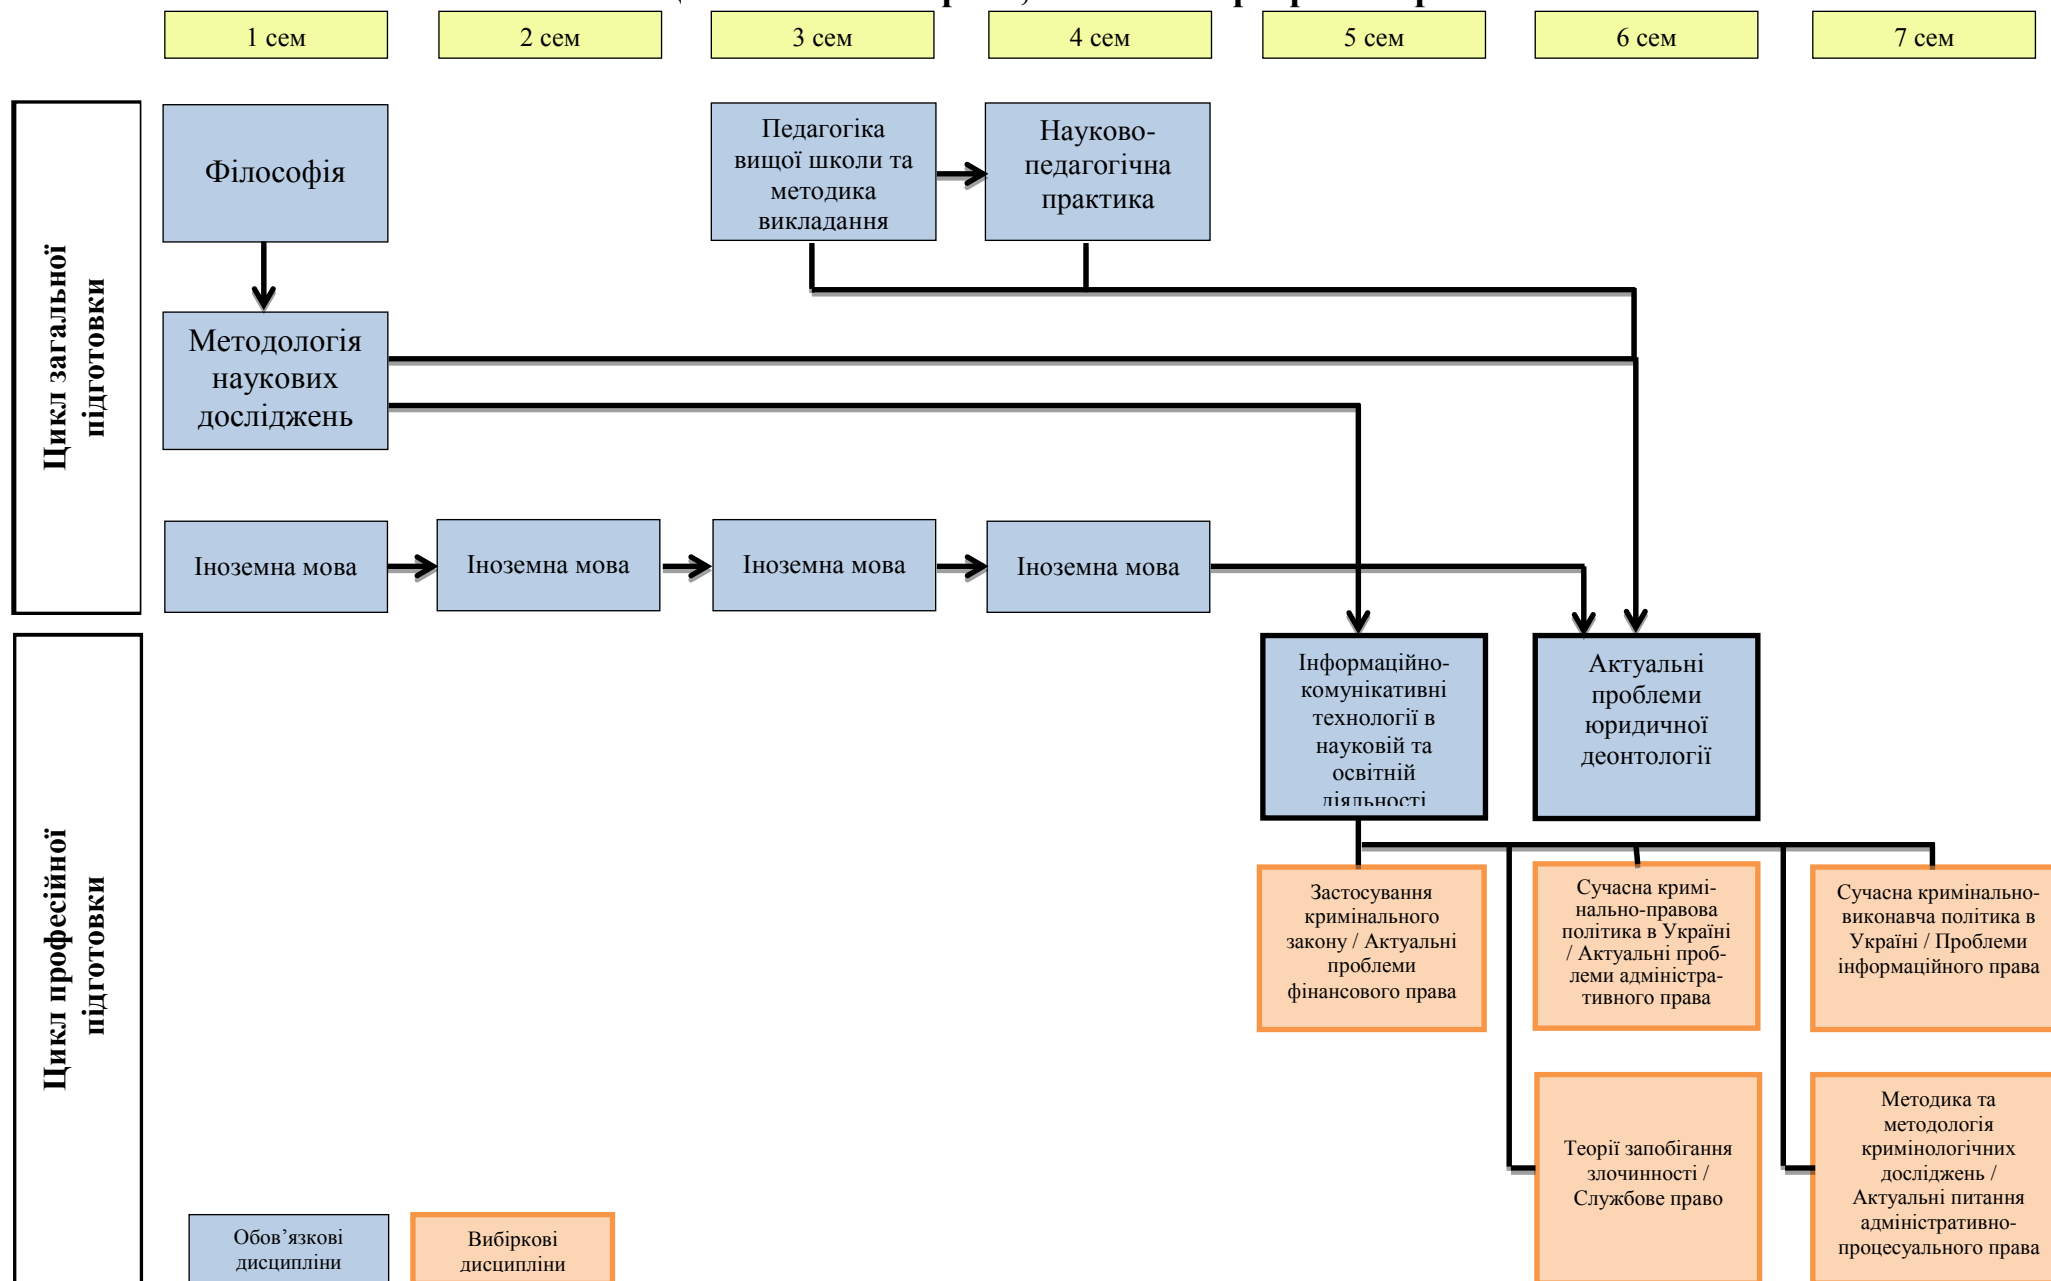 1 сем
2 сем
3 сем
4 сем
5 сем
6 сем
7 сем
Цикл загальної
підготовки
Філософія
Педагогіка
вищої школи та
методика
викладання
Науково-
педагогічна
практика
Методологія
наукових
досліджень
Іноземна мова
Іноземна мова
Іноземна мова
Іноземна мова
Цикл професійної
підготовки
Інформаційно-
комунікативні
технології в
науковій та
освітній
діяльності
Актуальні
проблеми
юридичної
деонтології
Застосування
кримінального
закону / Актуальні
проблеми
фінансового права
Сучасна кримі-
нально-правова
політика в Україні
/ Актуальні проб-
леми адміністра-
тивного права
Сучасна кримінально-
виконавча політика в
Україні / Проблеми
інформаційного права
Теорії запобігання
злочинності /
Службове право
Методика та
методологія
кримінологічних
досліджень /
Актуальні питання
адміністративно-
процесуального права
Обов’язкові
дисципліни
Вибіркові
дисципліни